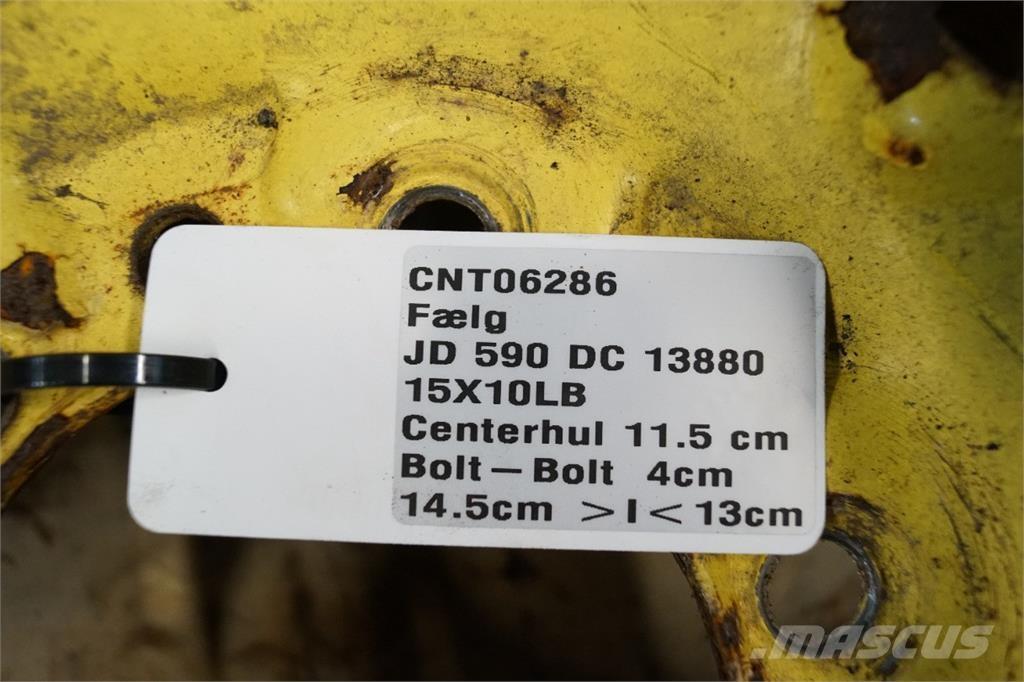 CNT06286
Fælg
JD 590 DC 13880
15X10LB
Centerhul 11.5 cm
Bolt-Bolt 4cm
14.5cm >I< 13cm
MASCUS